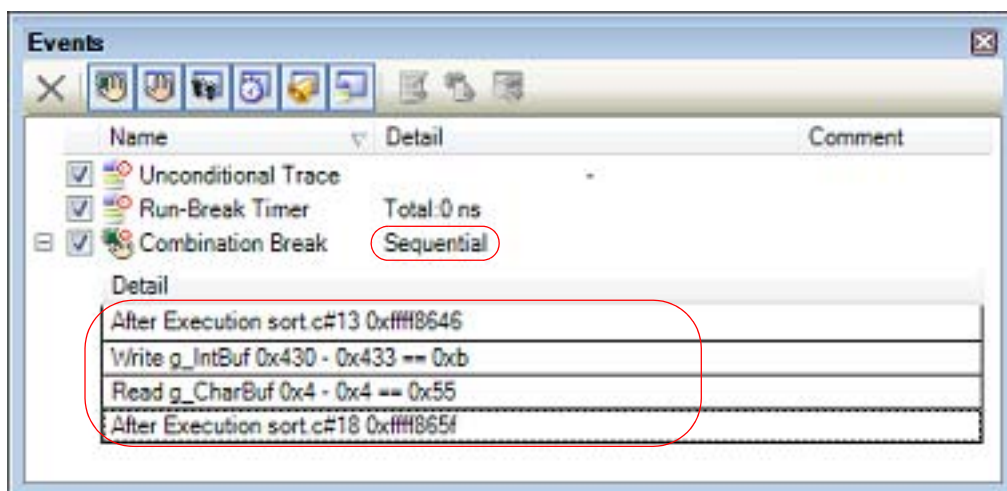 Events
Name Detail Comment
Unconditional Trace -
Run-Break Timer Total:0 ns
Combination Break Sequential
Detail
After Execution sort.c#13 0xffff8646
Write g_IntBuf 0x430 - 0x433 == 0xb
Read g_CharBuf 0x4 - 0x4 == 0x55
After Execution sort.c#18 0xffff865f